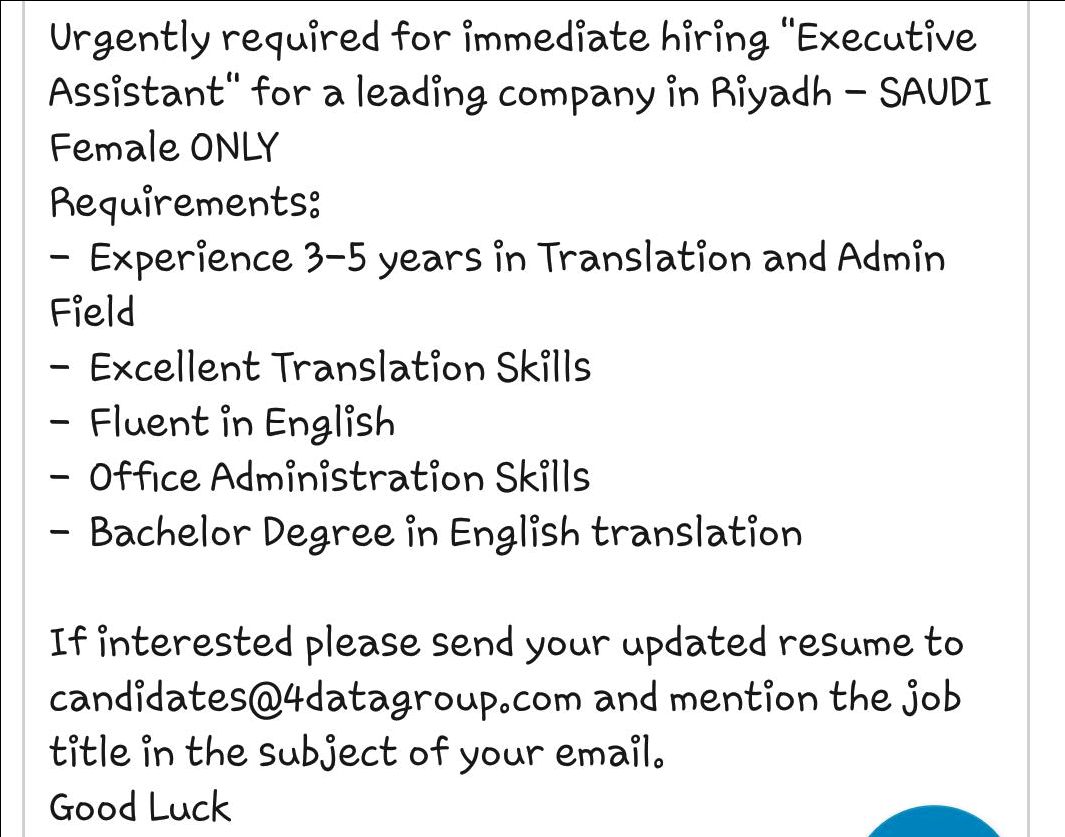 Urgently required for immediate hiring "Executive
Assistant" for a leading company in Riyadh – SAUDI
Female ONLY
Requirements:
– Experience 3–5 years in Translation and Admin
Field
– Excellent Translation Skills
– Fluent in English
– Office Administration Skills
– Bachelor Degree in English translation
If interested please send your updated resume to
candidates@4datagroup.com and mention the job
title in the subject of your email.
Good Luck